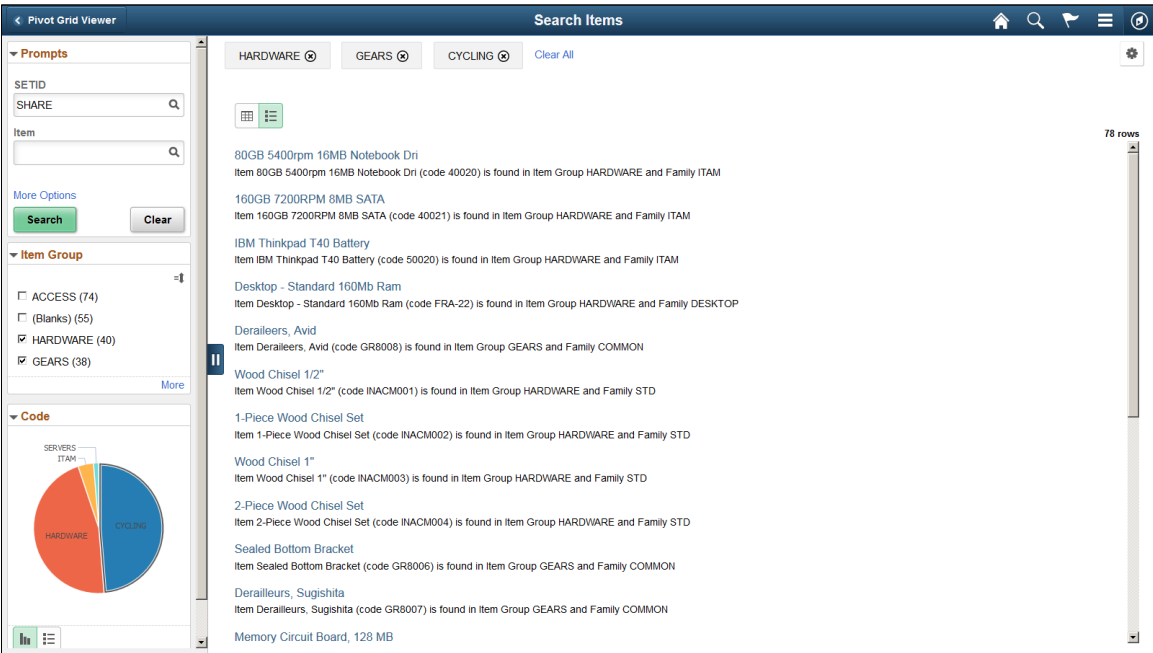 Pivot Grid Viewer
Search Items
Prompts
SETID
SHARE
Item
More Options
Search Clear
Item Group
ACCESS (74)
(Blanks) (55)
HARDWARE (40)
GEARS (38)
More
Code
SERVERS
ITAM
HARDWARE
CYCLING
HARDWARE GEARS CYCLING Clear All
78 rows
80GB 5400rpm 16MB Notebook Dri
Item 80GB 5400rpm 16MB Notebook Dri (code 40020) is found in Item Group HARDWARE and Family ITAM
160GB 7200RPM 8MB SATA
Item 160GB 7200RPM 8MB SATA (code 40021) is found in Item Group HARDWARE and Family ITAM
IBM Thinkpad T40 Battery
Item IBM Thinkpad T40 Battery (code 50020) is found in Item Group HARDWARE and Family ITAM
Desktop - Standard 160Mb Ram
Item Desktop - Standard 160Mb Ram (code FRA-22) is found in Item Group HARDWARE and Family DESKTOP
Deraileers, Avid
Item Deraileers, Avid (code GR8008) is found in Item Group GEARS and Family COMMON
Wood Chisel 1/2"
Item Wood Chisel 1/2" (code INACM001) is found in Item Group HARDWARE and Family STD
1-Piece Wood Chisel Set
Item 1-Piece Wood Chisel Set (code INACM002) is found in Item Group HARDWARE and Family STD
Wood Chisel 1"
Item Wood Chisel 1" (code INACM003) is found in Item Group HARDWARE and Family STD
2-Piece Wood Chisel Set
Item 2-Piece Wood Chisel Set (code INACM004) is found in Item Group HARDWARE and Family STD
Sealed Bottom Bracket
Item Sealed Bottom Bracket (code GR8006) is found in Item Group GEARS and Family COMMON
Derailleurs, Sugishita
Item Derailleurs, Sugishita (code GR8007) is found in Item Group GEARS and Family COMMON
Memory Circuit Board, 128 MB